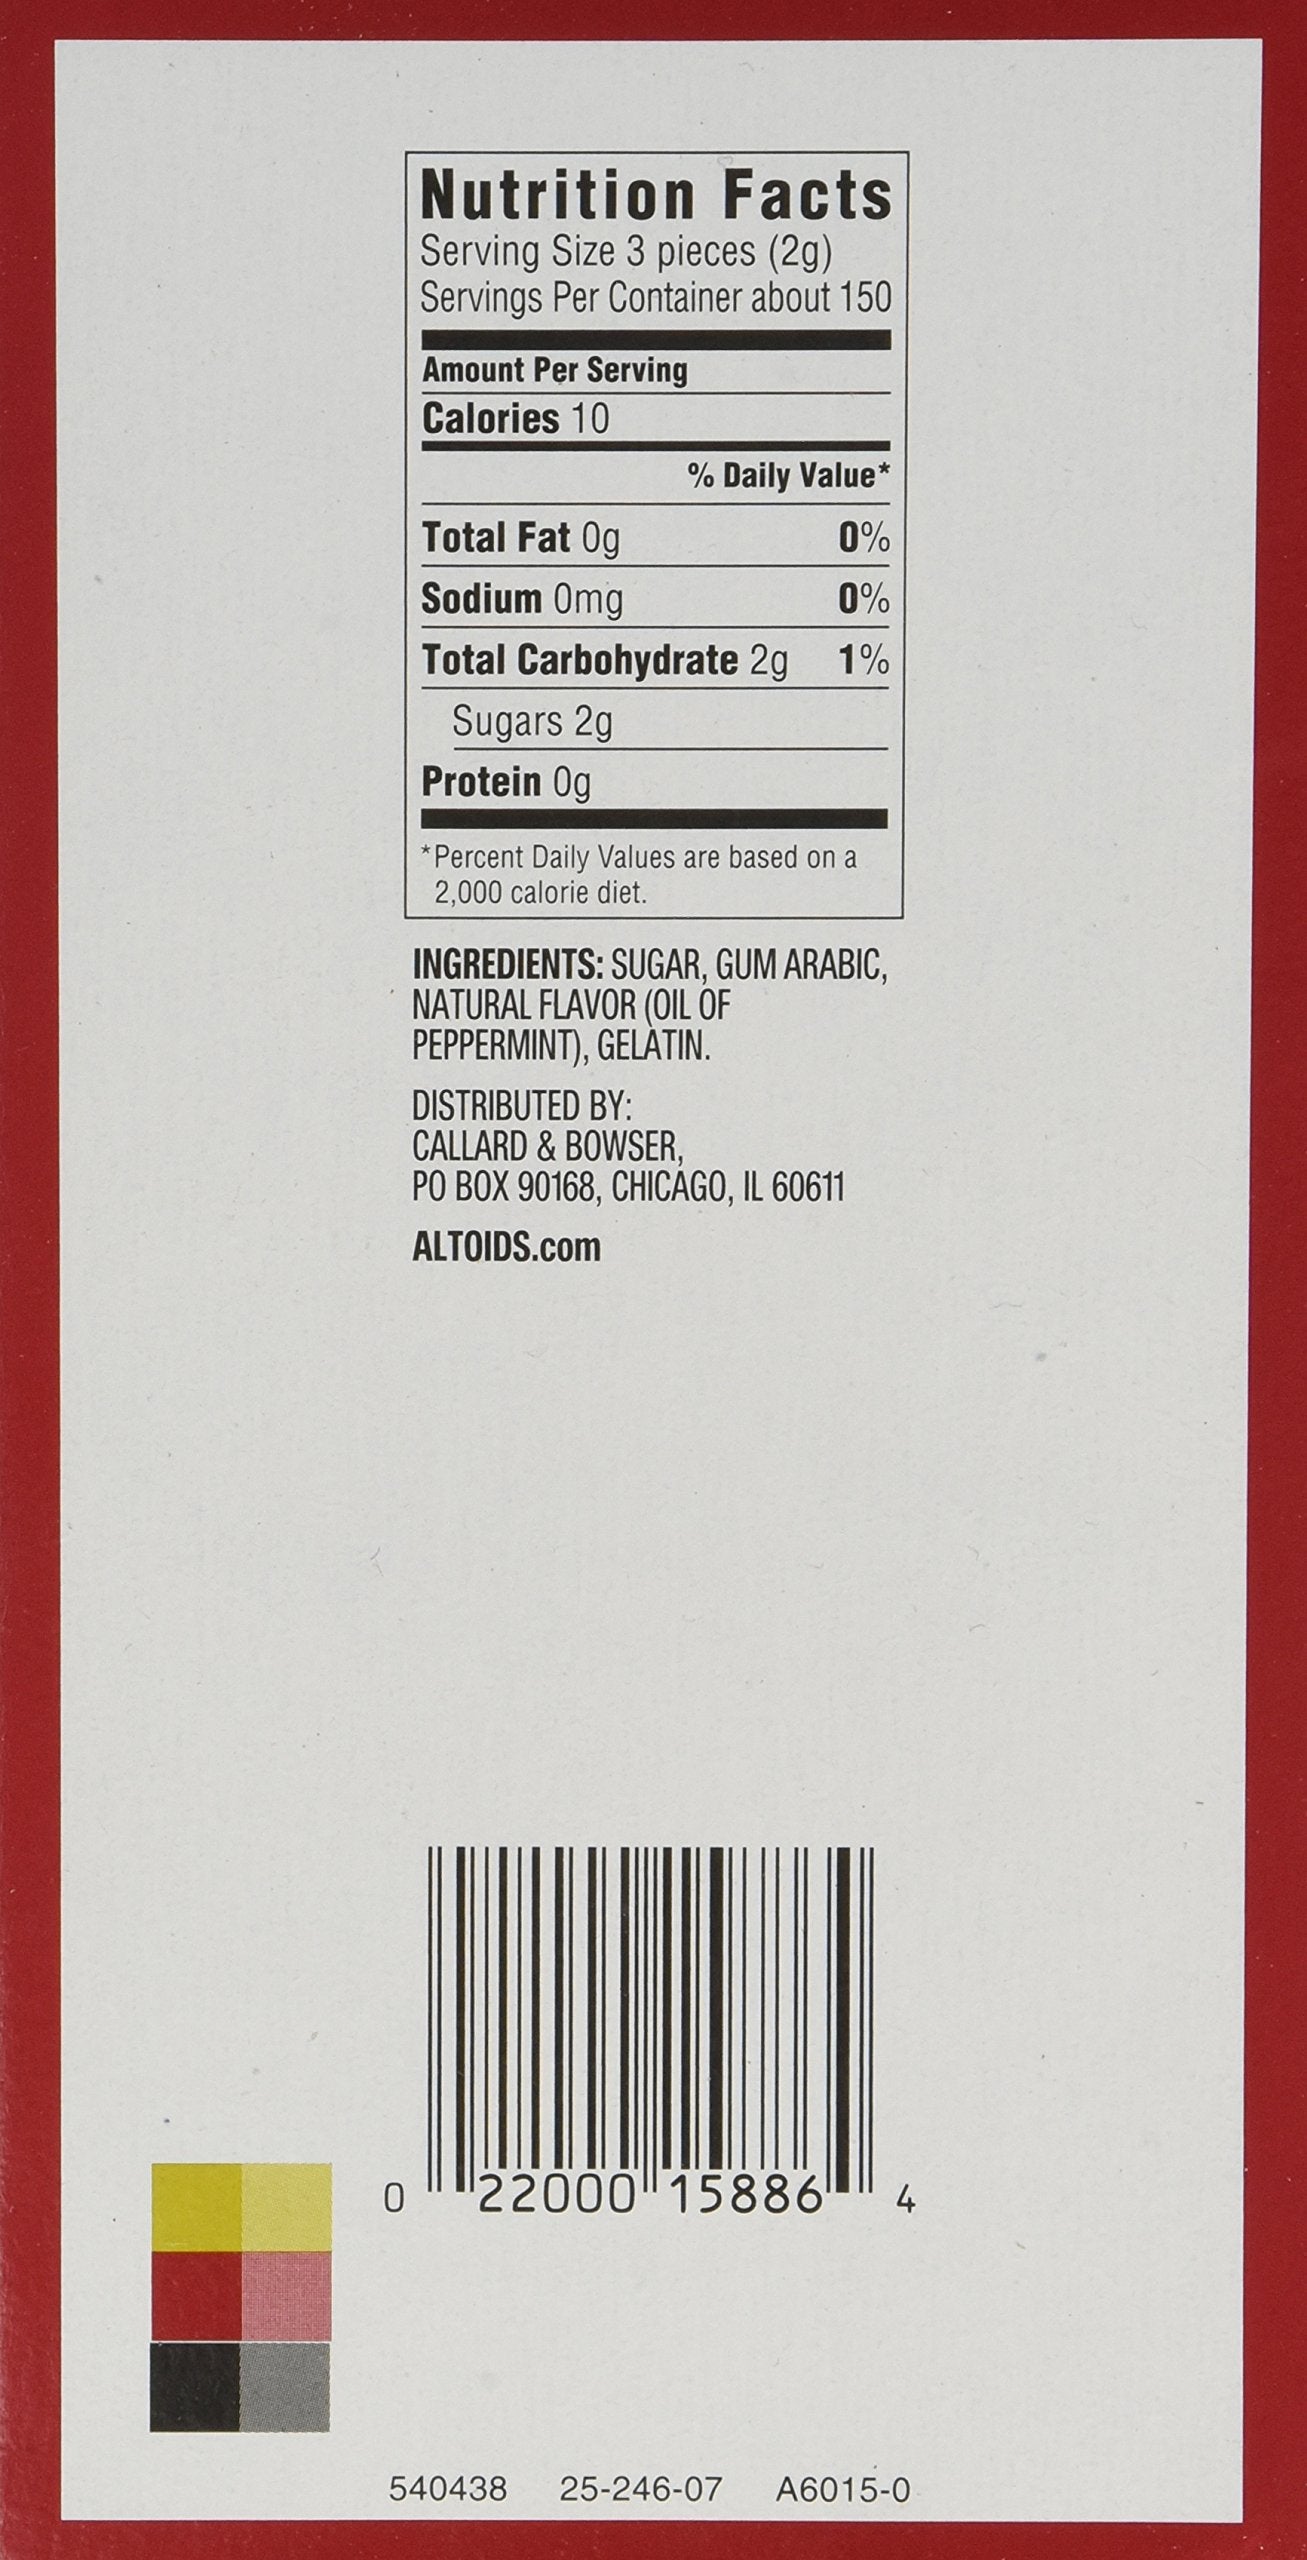 Nutrition Facts
Serving Size 3 pieces (2g)
Servings Per Container about 150
Amount Per Serving
Calories 10
% Daily Value*
Total Fat 0g 0%
Sodium 0mg 0%
Total Carbohydrate 2g 1%
Sugars 2g
Protein 0g
*Percent Daily Values are based on a
2,000 calorie diet.
INGREDIENTS: SUGAR, GUM ARABIC,
NATURAL FLAVOR (OIL OF
PEPPERMINT), GELATIN.
DISTRIBUTED BY:
CALLARD & BOWSER,
PO BOX 90168, CHICAGO, IL 60611
ALTOIDS.com
0 22000 15886 4
540438 25-246-07 A6015-0